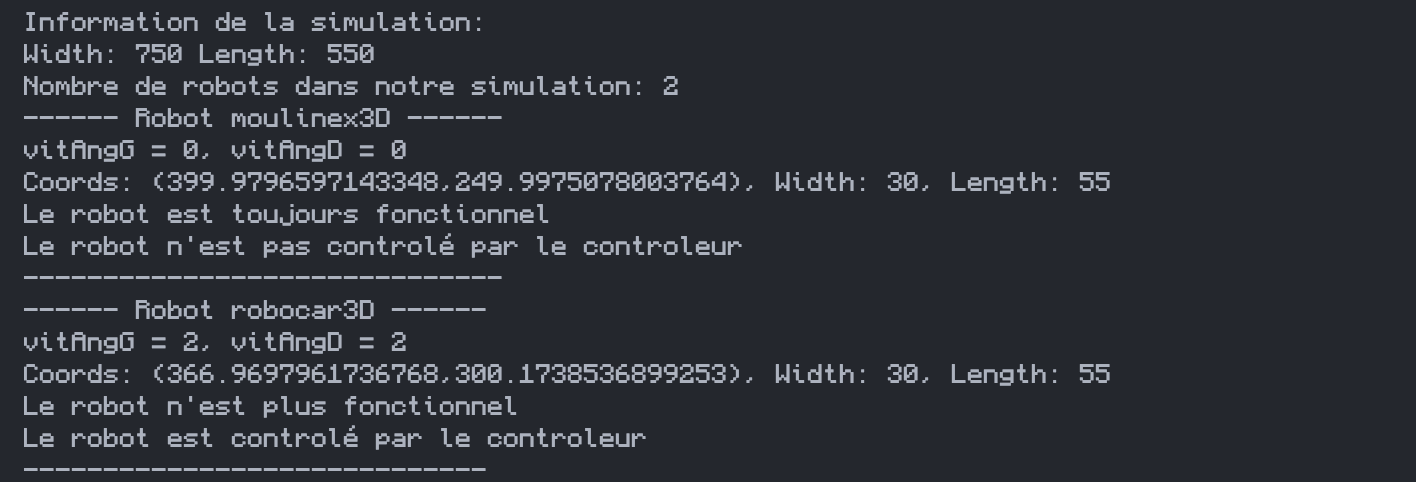 Information de la simulation:
Width: 750 Length: 550
Nombre de robots dans notre simulation: 2
------ Robot moulinex3D ------
vitAngG = 0, vitAngD = 0
Coords: (399.9796597143348,249.9975078003764), Width: 30, Length: 55
Le robot est toujours fonctionnel
Le robot n'est pas controlé par le controleur
------------------------------
------ Robot robocar3D ------
vitAngG = 2, vitAngD = 2
Coords: (366.9697961736768,300.1738536899253), Width: 30, Length: 55
Le robot n'est plus fonctionnel
Le robot est controlé par le controleur
-----------------------------